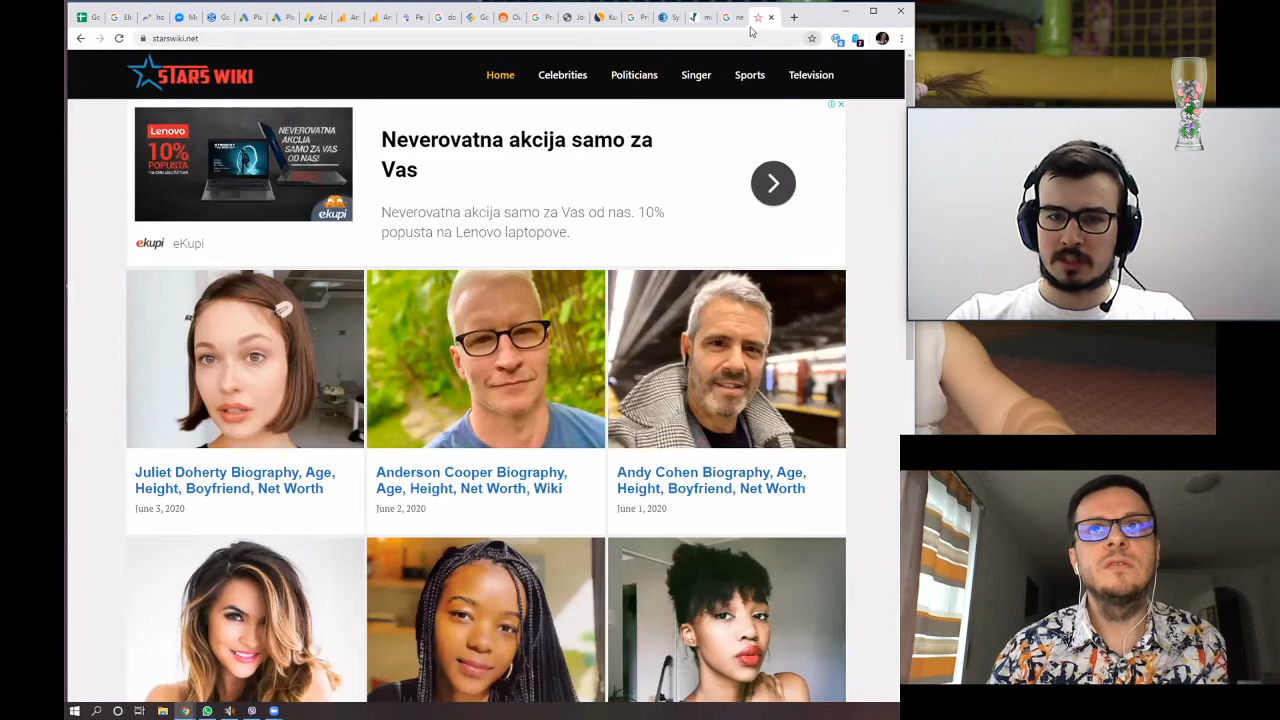 starswiki.net
STARS WIKI
Home Celebrities Politicians Singer Sports Television
Lenovo
10%
POPUSTA
NEVEROVATNA
AKCIJA
SAMO ZA
VAS
OD NAS!
ekupi
Neverovatna akcija samo za
Vas
Neverovatna akcija samo za Vas od nas. 10%
popusta na Lenovo laptopove.
ekupi eKupi
Juliet Doherty Biography, Age,
Height, Boyfriend, Net Worth
June 3, 2020
Anderson Cooper Biography,
Age, Height, Net Worth, Wiki
June 2, 2020
Andy Cohen Biography, Age,
Height, Boyfriend, Net Worth
June 1, 2020